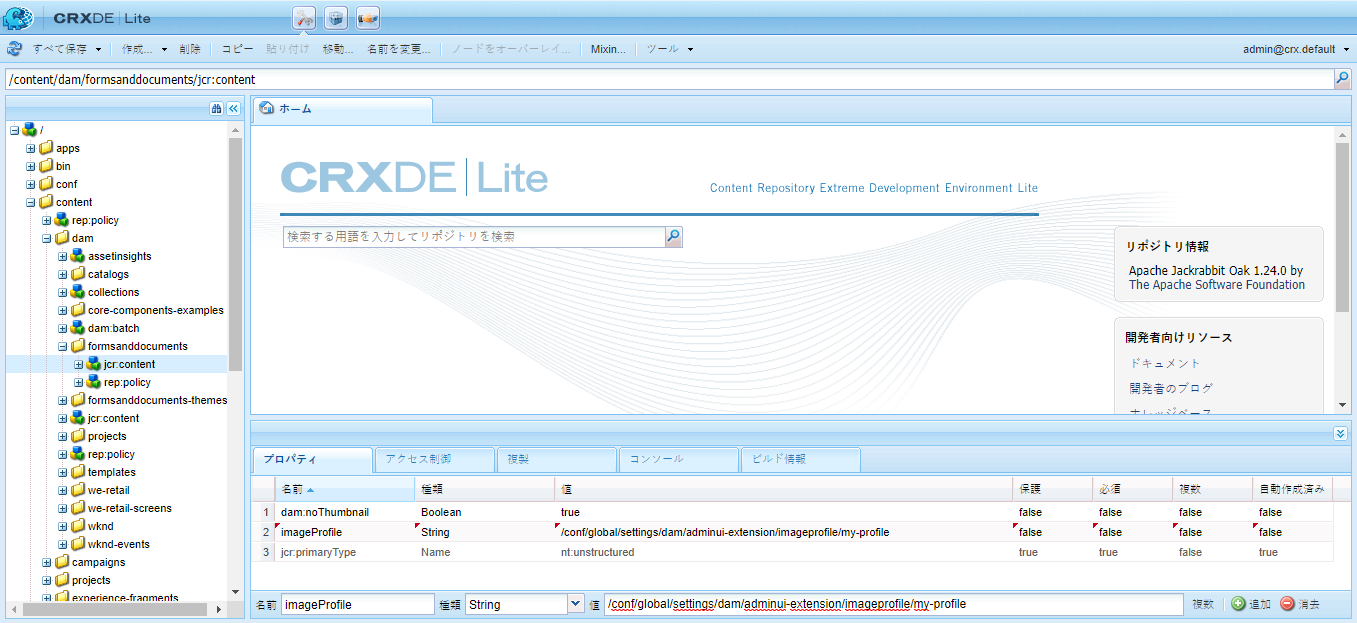 CRXDE | Lite
すべて保存 作成... 削除 コピー 貼り付け 移動... 名前を変更... ノードをオーバーレイ... Mixin... ツール admin@crx.default
/content/dam/formsanddocuments/jcr:content
/
apps
bin
conf
content
rep:policy
dam
assetinsights
catalogs
collections
core-components-examples
dam:batch
formsanddocuments
jcr:content
rep:policy
formsanddocuments-themes
jcr:content
projects
rep:policy
templates
we-retail
we-retail-screens
wknd
wknd-events
campaigns
projects
experience-fragments
ホーム
CRXDE | Lite
Content Repository Extreme Development Environment Lite
検索する用語を入力してリポジトリを検索
リポジトリ情報
Apache Jackrabbit Oak 1.24.0 by
The Apache Software Foundation
開発者向けリソース
ドキュメント
開発者のブログ
ナレッジベース
プロパティ アクセス制御 複製 コンソール ビルド情報
名前 種類 値 保護 必須 複数 自動作成済み
1 dam:noThumbnail Boolean true false false false false
2 imageProfile String /conf/global/settings/dam/adminui-extension/imageprofile/my-profile false false false false
3 jcr:primaryType Name nt:unstructured true true false true
名前 imageProfile 種類 String 値 /conf/global/settings/dam/adminui-extension/imageprofile/my-profile 複数 追加 消去